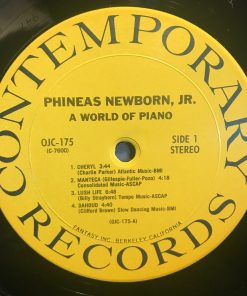 CONTEMPORARY RECORDS
PHINEAS NEWBORN, JR.
A WORLD OF PIANO
OJC-175
(C-7600)
SIDE 1
STEREO
1. CHERYL 3:44
(Charlie Parker) Atlantic Music-BMI
2. MANTECA (Gillespie-Fuller-Pozo) 4:18
Consolidated Music-ASCAP
3. LUSH LIFE 6:48
(Billy Strayhorn) Tempo Music-ASCAP
4. DAHOUD 4:40
(Clifford Brown) Slow Dancing Music-BMI
(OJC-175-A)
FANTASY INC. BERKELEY, CALIFORNIA